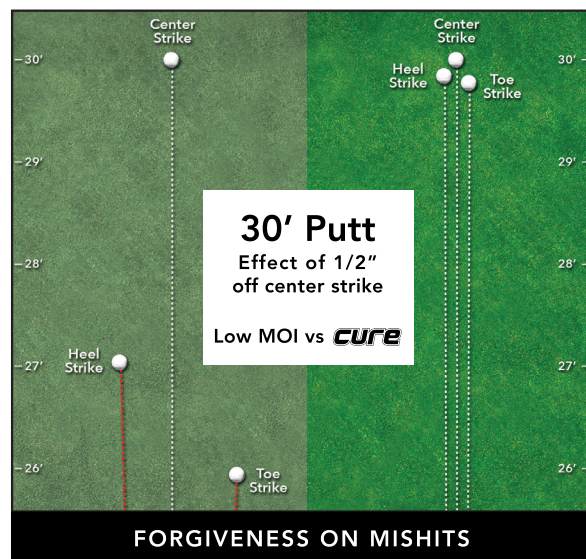 Center
Strike
Center
Strike
30′
Heel
Strike
Toe
Strike
30′
29′
29′
30′ Putt
Effect of 1/2″
off center strike
Low MOI vs cure
28′
28′
Heel
Strike
27′
27′
26′
Toe
Strike
26′
FORGIVENESS ON MISHITS